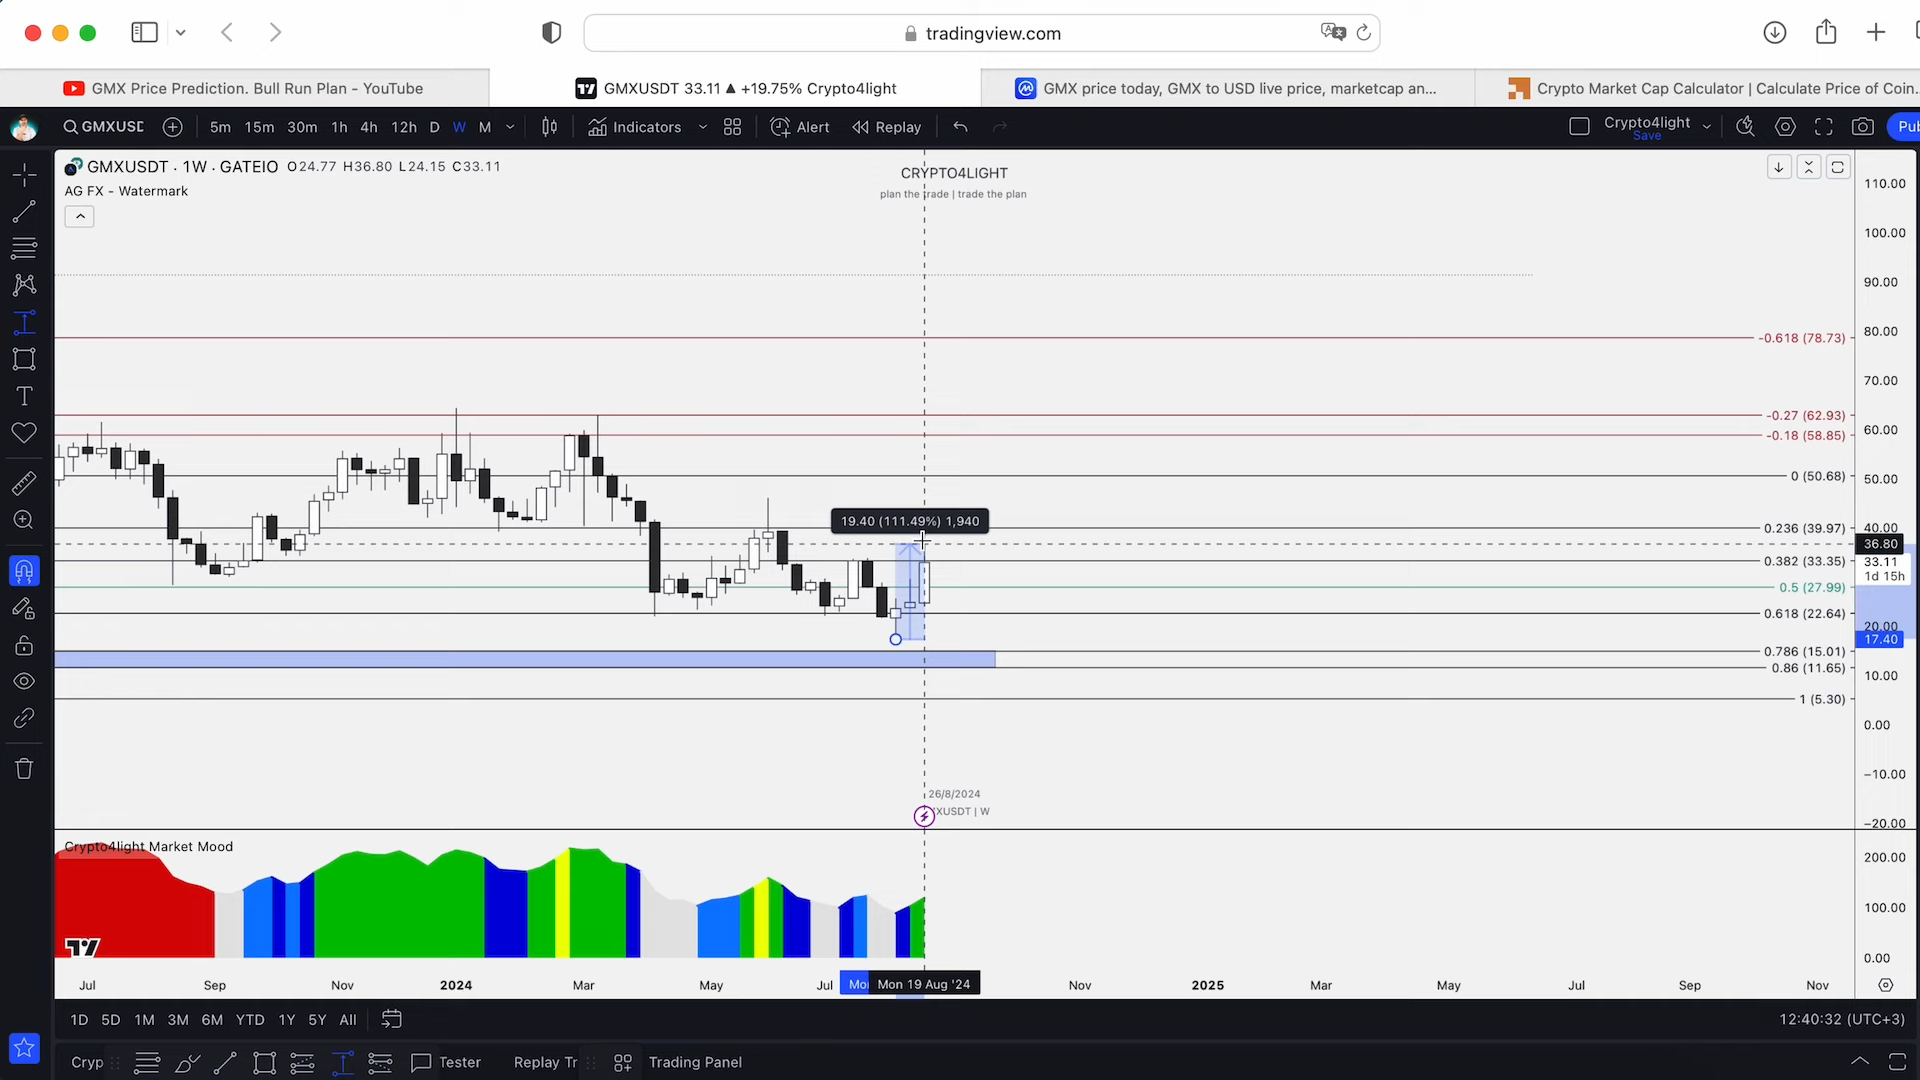 tradingview.com
GMX Price Prediction. Bull Run Plan - YouTube
GMXUSDT 33.11 ▲ +19.75% Crypto4light
GMX price today, GMX to USD live price, marketcap an...
Crypto Market Cap Calculator | Calculate Price of Coin...
GMXUSD 5m 15m 30m 1h 4h 12h D W M Indicators Alert Replay Crypto4light Pub
Save
GMXUSDT · 1W · GATEIO O24.77 H36.80 L24.15 C33.11
AG FX - Watermark
CRYPTO4LIGHT
plan the trade | trade the plan
110.00
100.00
90.00
80.00
-0.618 (78.73)
70.00
-0.27 (62.93)
60.00
-0.18 (58.85)
0 (50.68)
50.00
19.40 (111.49%) 1,940
0.236 (39.97)
40.00
36.80
0.382 (33.35)
33.11
1d 15h
0.5 (27.99)
0.618 (22.64)
20.00
17.40
0.786 (15.01)
0.86 (11.65)
10.00
1 (5.30)
0.00
−10.00
26/8/2024
XUSDT | W
−20.00
Crypto4light Market Mood
200.00
100.00
0.00
Jul Sep Nov 2024 Mar May Jul Mo Mon 19 Aug '24 Nov 2025 Mar May Jul Sep Nov
1D 5D 1M 3M 6M YTD 1Y 5Y All 12:40:32 (UTC+3)
Cryp Tester Replay Tr Trading Panel